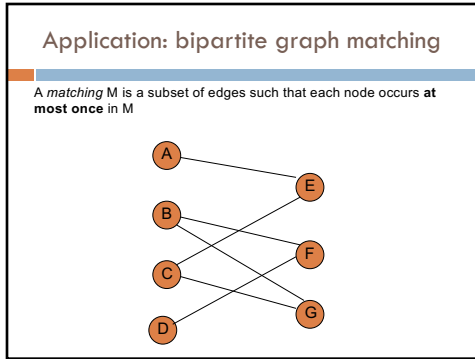 Application: bipartite graph matching
A matching M is a subset of edges such that each node occurs at
most once in M
A
E
B
F
C
G
D